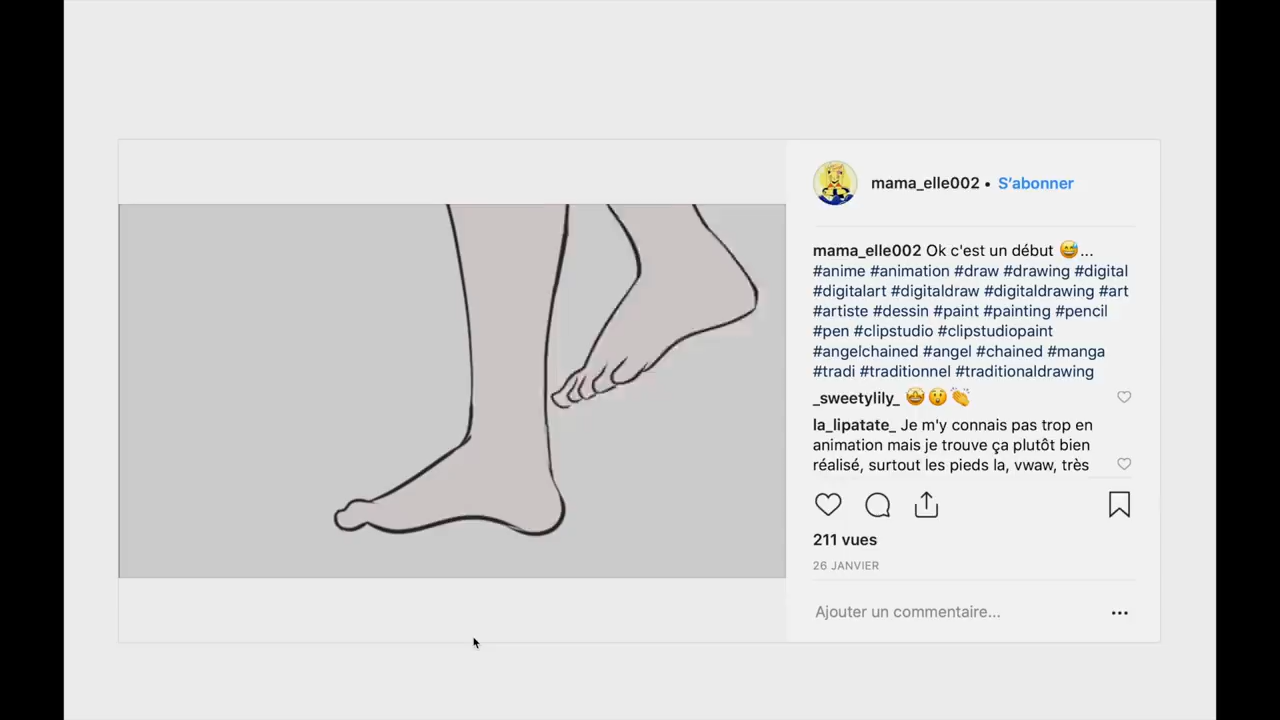 mama_elle002 • S'abonner
mama_elle002 Ok c'est un début 😅...
#anime #animation #draw #drawing #digital
#digitalart #digitaldraw #digitaldrawing #art
#artiste #dessin #paint #painting #pencil
#pen #clipstudio #clipstudiopaint
#angelchained #angel #chained #manga
#tradi #traditionnel #traditionaldrawing
_sweetylily_ 🤩😲👏
la_lipatate_ Je m'y connais pas trop en
animation mais je trouve ça plutôt bien
réalisé, surtout les pieds la, vwaw, très
211 vues
26 JANVIER
Ajouter un commentaire...